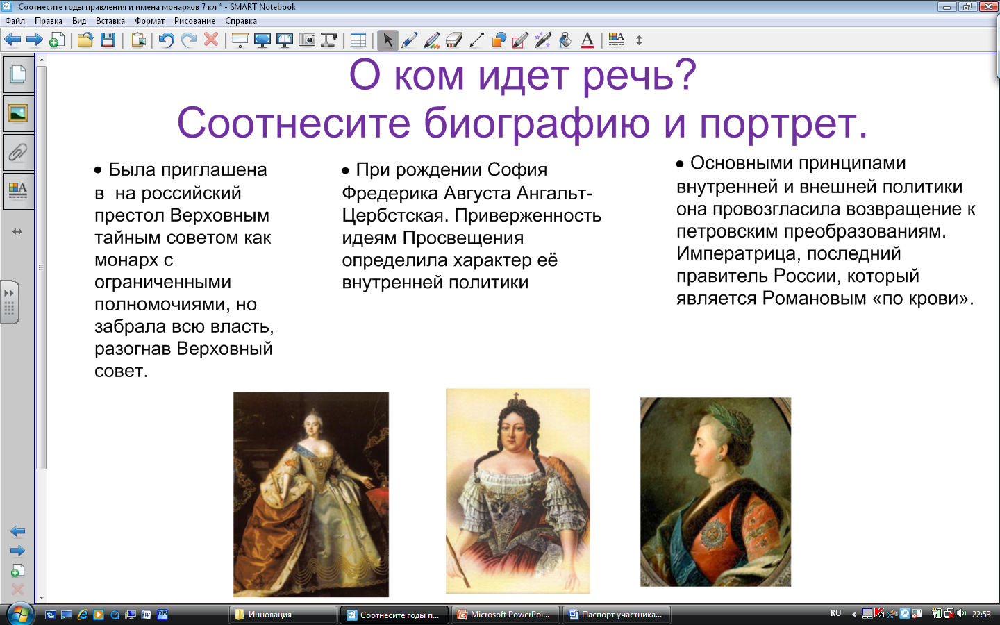 Соотнесите годы правления и имена монархов 7 кл * - SMART Notebook
Файл Правка Вид Вставка Формат Рисование Справка
О ком идет речь?
Соотнесите биографию и портрет.
• Была приглашена
в на российский
престол Верховным
тайным советом как
монарх с
ограниченными
полномочиями, но
забрала всю власть,
разогнав Верховный
совет.
• При рождении София
Фредерика Августа Ангальт-
Цербстская. Приверженность
идеям Просвещения
определила характер её
внутренней политики
• Основными принципами
внутренней и внешней политики
она провозгласила возвращение к
петровским преобразованиям.
Императрица, последний
правитель России, который
является Романовым «по крови».
Инновация
Соотнесите годы п...
Microsoft PowerPoi...
Паспорт участника...
RU
22:53